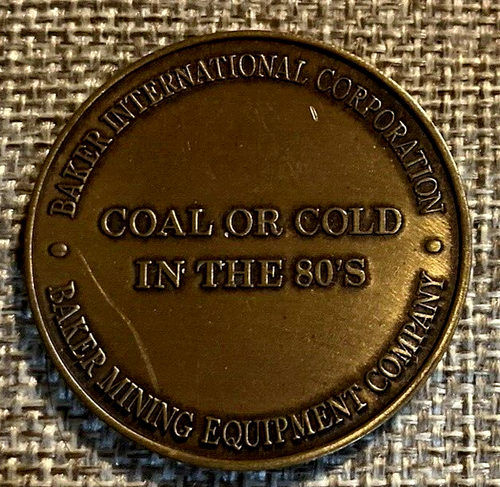 BAKER INTERNATIONAL CORPORATION
COAL OR COLD
IN THE 80'S
BAKER MINING EQUIPMENT COMPANY